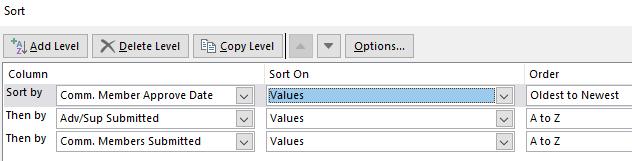 Sort
Add Level Delete Level Copy Level Options...
Column Sort On Order
Sort by Comm. Member Approve Date Values Oldest to Newest
Then by Adv/Sup Submitted Values A to Z
Then by Comm. Members Submitted Values A to Z